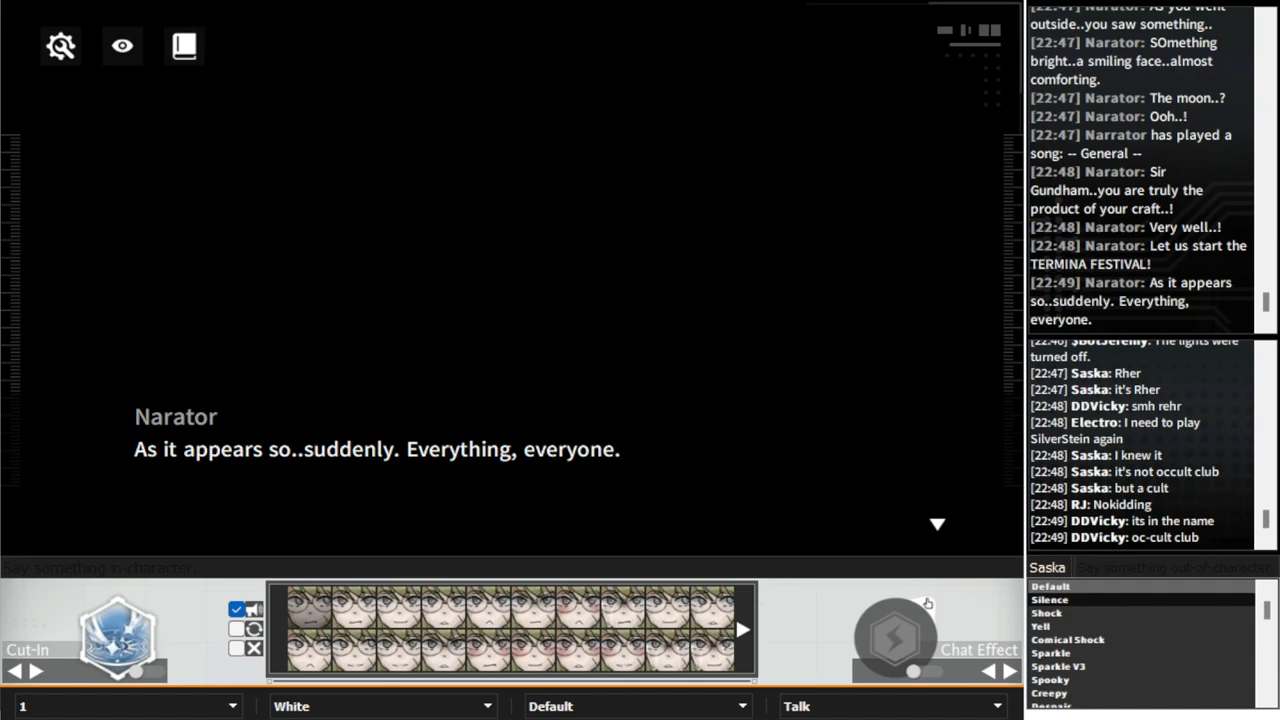 outside..you saw something..
[22:47] Narator: SOmething
bright..a smiling face..almost
comforting.
[22:47] Narator: The moon..?
[22:47] Narator: Ooh..!
[22:47] Narrator has played a
song: -- General --
[22:48] Narator: Sir
Gundham..you are truly the
product of your craft..!
[22:48] Narator: Very well..!
[22:48] Narator: Let us start the
TERMINA FESTIVAL!
[22:49] Narator: As it appears
so..suddenly. Everything,
everyone.
Narator
As it appears so..suddenly. Everything, everyone.
[22:46] $BotJeremy: The lights were
turned off.
[22:47] Saska: Rher
[22:47] Saska: it's Rher
[22:48] DDVicky: smh rehr
[22:48] Electro: I need to play
SilverStein again
[22:48] Saska: I knew it
[22:48] Saska: it's not occult club
[22:48] Saska: but a cult
[22:48] RJ: Nokidding
[22:49] DDVicky: its in the name
[22:49] DDVicky: oc-cult club
Say something in-character.
Saska
Say something out-of-character.
Default
Silence
Shock
Yell
Comical Shock
Sparkle
Sparkle V3
Spooky
Creepy
Despair
Cut-In
Chat Effect
1
White
Default
Talk